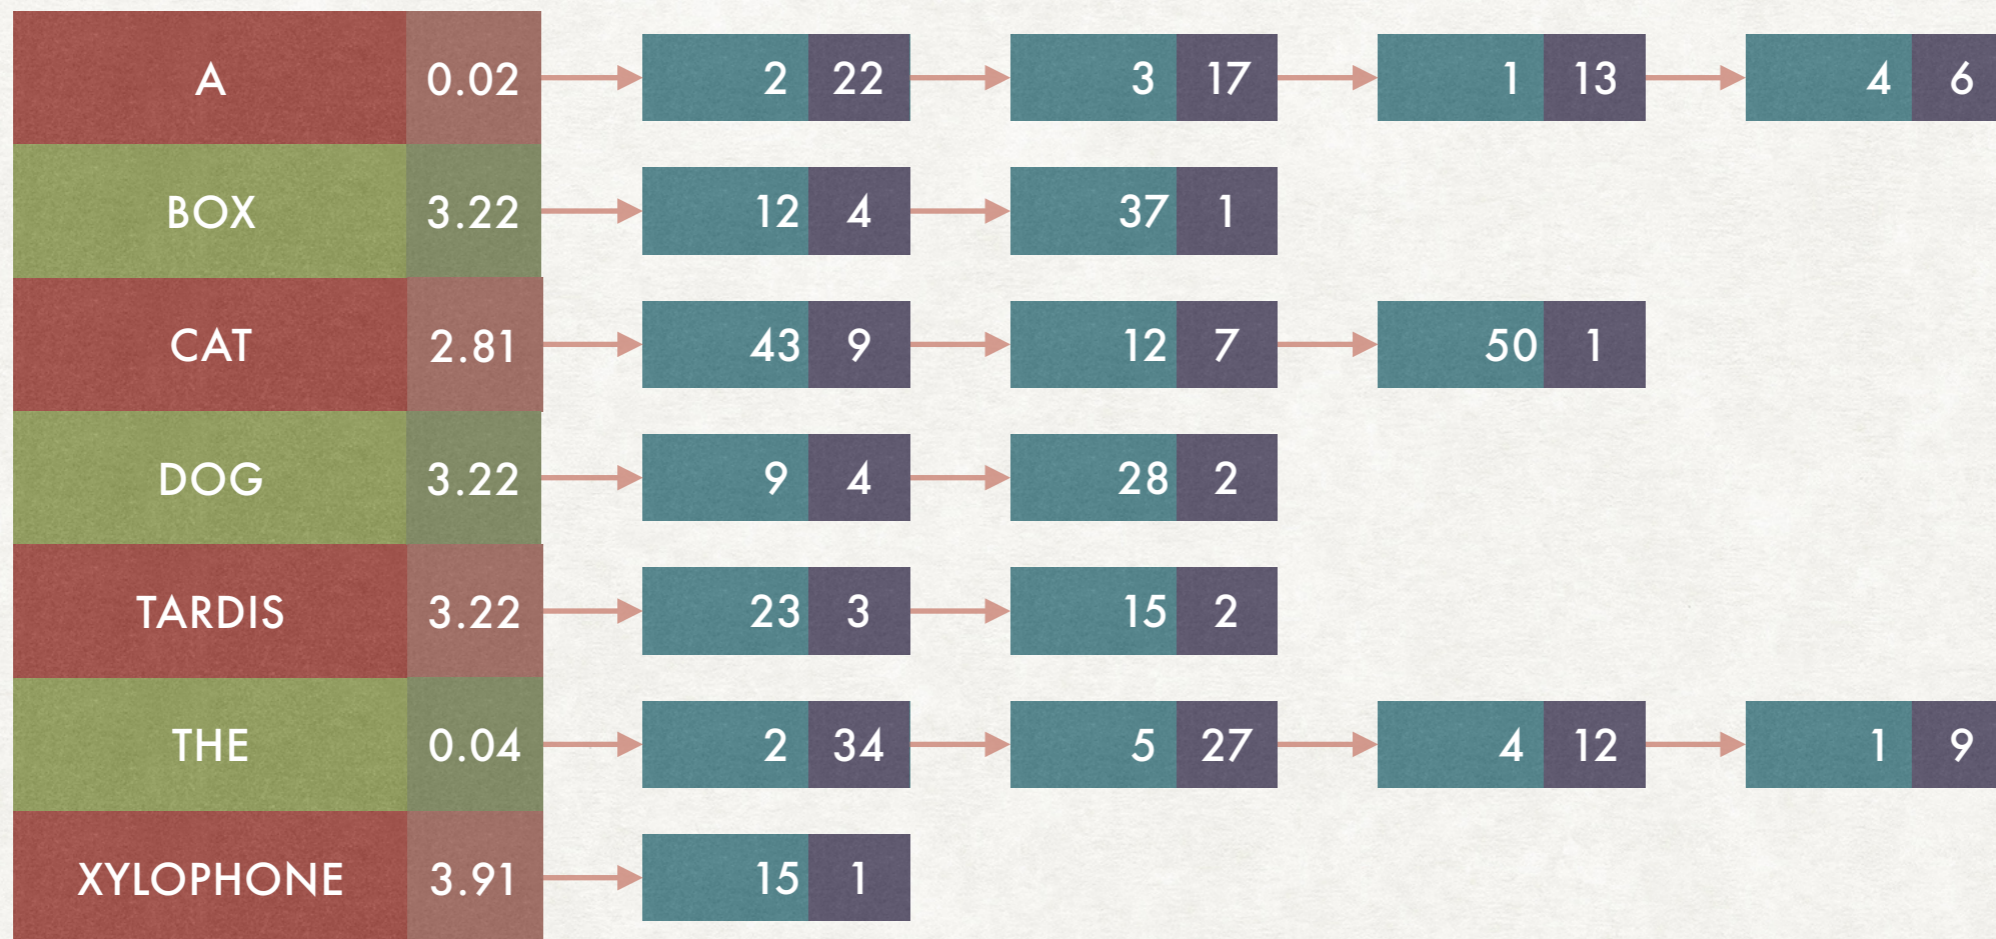 A 0.02 2 22 3 17 1 13 4 6
BOX 3.22 12 4 37 1
CAT 2.81 43 9 12 7 50 1
DOG 3.22 9 4 28 2
TARDIS 3.22 23 3 15 2
THE 0.04 2 34 5 27 4 12 1 9
XYLOPHONE 3.91 15 1